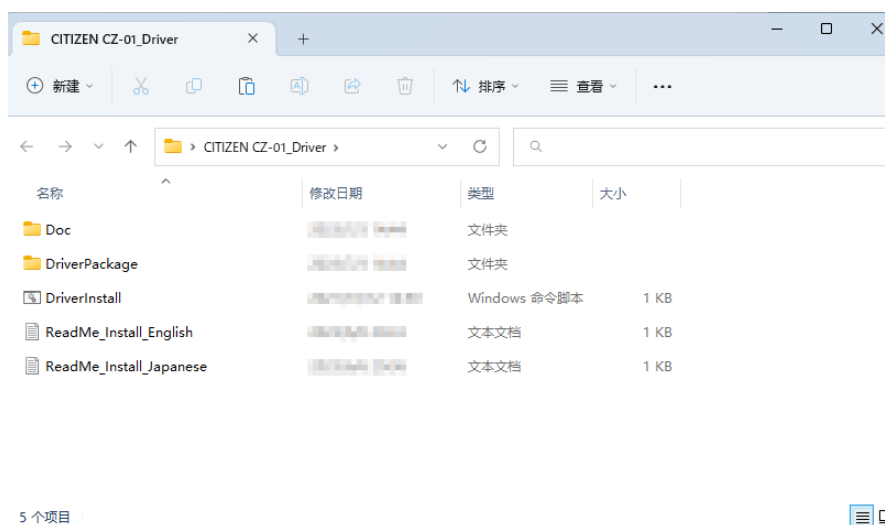 CITIZEN CZ-01_Driver
新建
排序
查看
CITIZEN CZ-01_Driver
名称 修改日期 类型 大小
Doc 文件夹
DriverPackage 文件夹
DriverInstall Windows 命令脚本 1 KB
ReadMe_Install_English 文本文档 1 KB
ReadMe_Install_Japanese 文本文档 1 KB
5 个项目